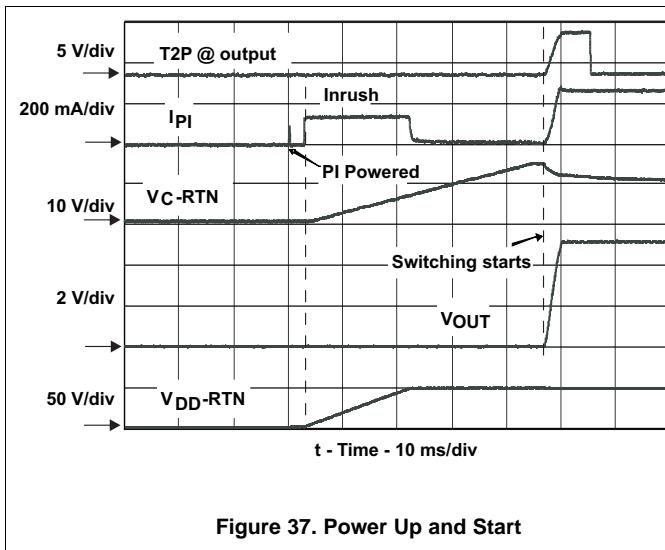 5 V/div
T2P @ output
200 mA/div
IPI
Inrush
PI Powered
10 V/div
VC-RTN
Switching starts
2 V/div
VOUT
50 V/div
VDD-RTN
t - Time - 10 ms/div
Figure 37. Power Up and Start